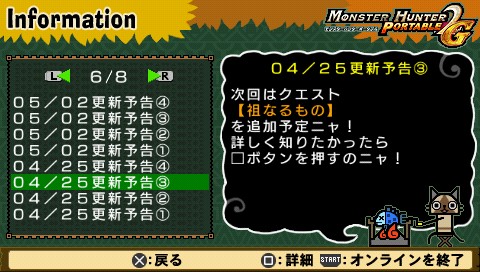 Information
MONSTER HUNTER
PORTABLE 2nd G
L 6/8 R
05/02更新予告④
05/02更新予告③
05/02更新予告②
05/02更新予告①
04/25更新予告④
04/25更新予告③
04/25更新予告②
04/25更新予告①
04/25更新予告③
次回はクエスト
【祖なるもの】
を追加予定ニャ!
詳しく知りたかったら
□ボタンを押すのニャ!
×:戻る
□:詳細 START:オンラインを終了